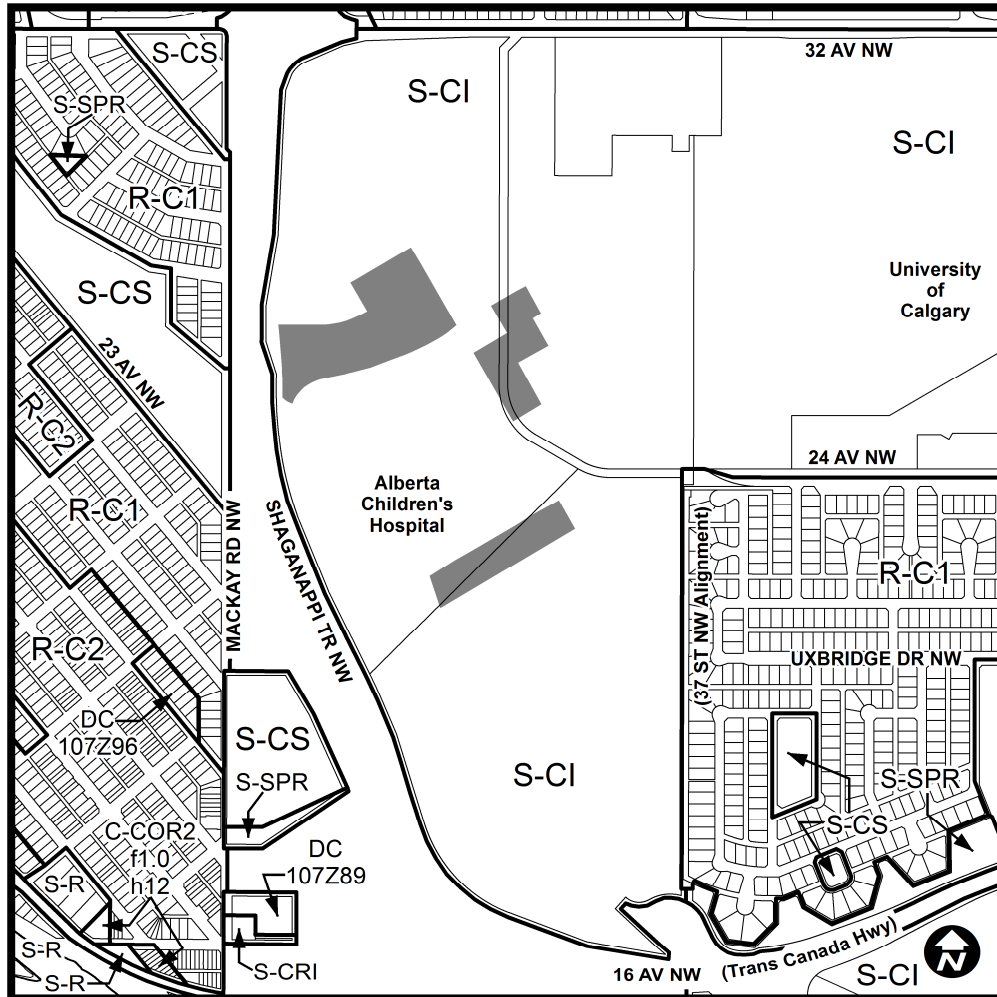 S-CS
32 AV NW
S-CI
S-SPR
S-CI
R-C1
University
of
Calgary
S-CS
23 AV NW
R-C2
24 AV NW
Alberta
Children's
Hospital
R-C1
MACKAY RD NW
SHAGANAPPI TR NW
(37 ST NW Alignment)
R-C1
R-C2
UXBRIDGE DR NW
DC
107Z96
S-CS
S-SPR
S-CI
S-SPR
S-CS
C-COR2
f1.0
h12
DC
107Z89
S-R
S-R
S-R
S-CRI
16 AV NW
(Trans Canada Hwy)
S-CI
N